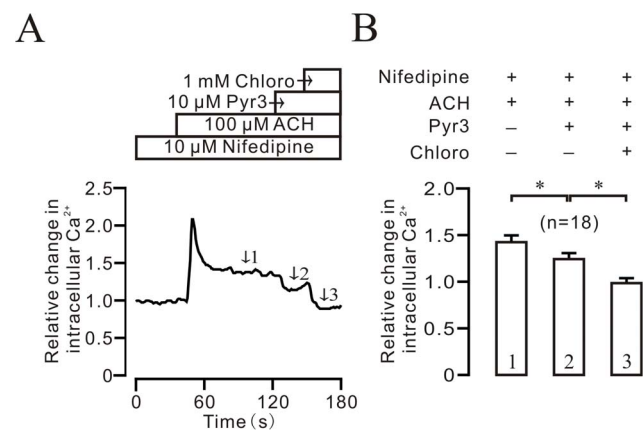 A
1 mM Chloro→
10 μM Pyr3→
100 μM ACH
10 μM Nifedipine
Relative change in
intracellular Ca²⁺
2.5
2.0
1.5
1.0
0.5
0
↓1
↓2
↓3
0 60 120 180
Time (s)
B
Nifedipine + + +
ACH + + +
Pyr3 – + +
Chloro – – +
Relative change in
intracellular Ca²⁺
2.0
1.5
1.0
0.5
0.0
* *
(n=18)
1 2 3